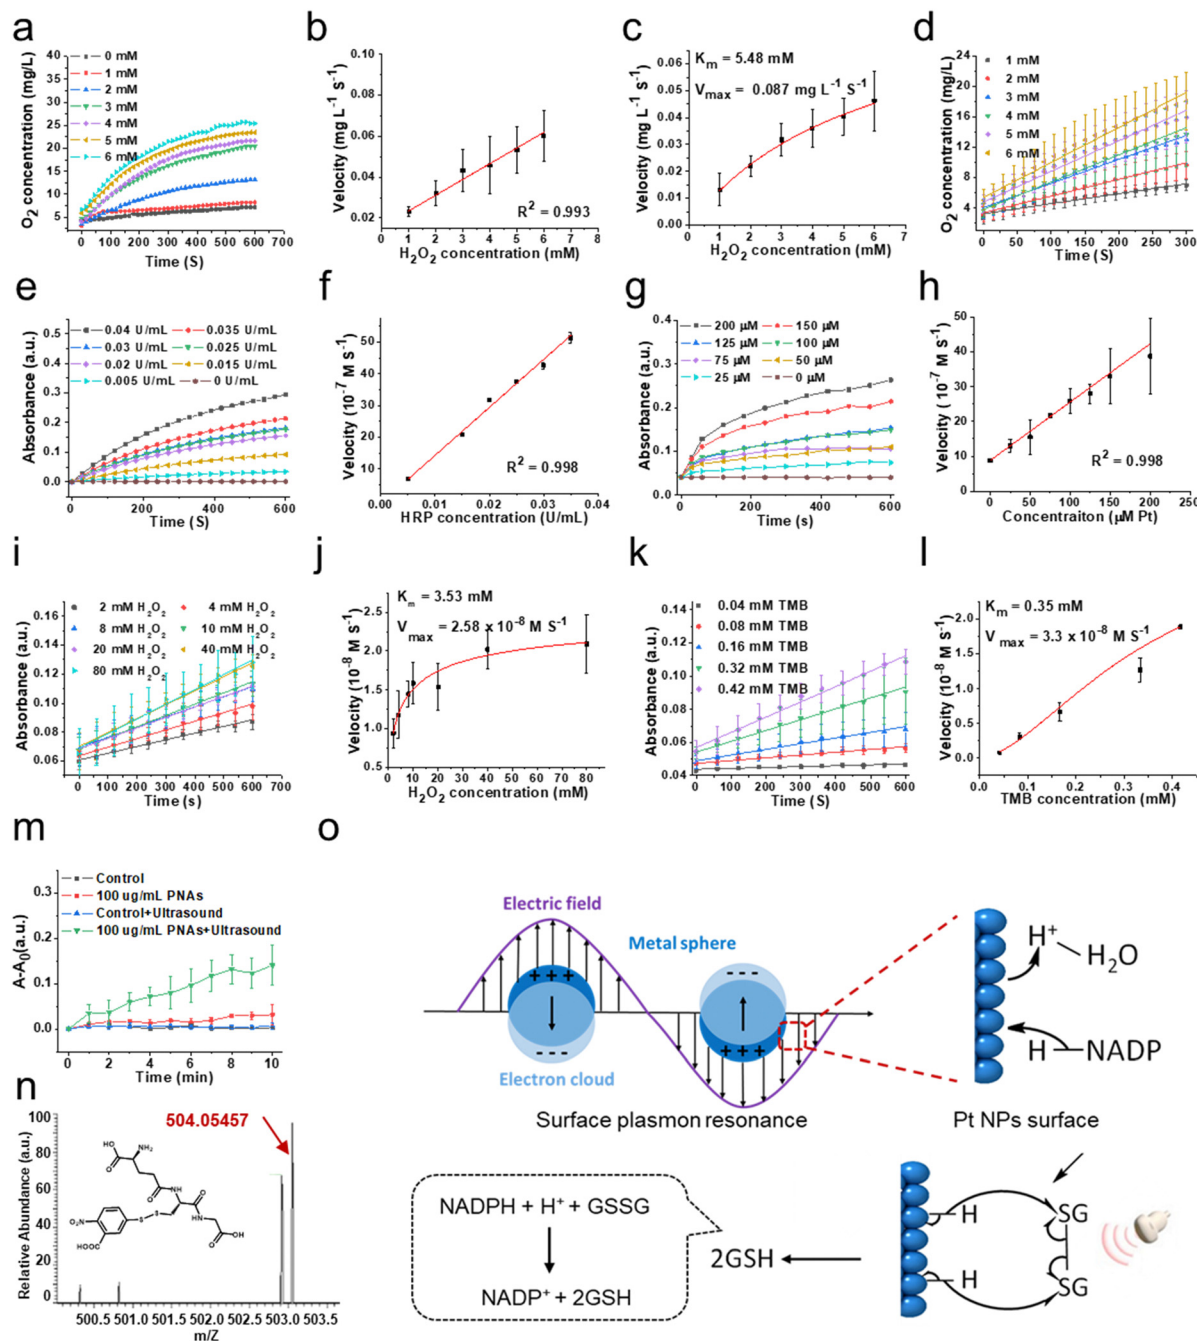 a
O2 concentration (mg/L)
40
35
30
25
20
15
10
5
0 mM
1 mM
2 mM
3 mM
4 mM
5 mM
6 mM
0 100 200 300 400 500 600 700
Time (S)
b
Velocity (mg L-1 S-1)
0.10
0.08
0.06
0.04
0.02
R2 = 0.993
0 1 2 3 4 5 6 7 8
H2O2 concentration (mM)
c
Velocity (mg L-1 S-1)
Km = 5.48 mM
Vmax = 0.087 mg L-1 S-1
0.06
0.05
0.04
0.03
0.02
0.01
0.00
0 1 2 3 4 5 6 7
H2O2 concentration (mM)
d
O2 concentration (mg/L)
24
20
16
12
8
4
1 mM
2 mM
3 mM
4 mM
5 mM
6 mM
0 50 100 150 200 250 300
Time (S)
e
Absorbance (a.u.)
0.5
0.4
0.3
0.2
0.1
0.0
0.04 U/mL 0.035 U/mL
0.03 U/mL 0.025 U/mL
0.02 U/mL 0.015 U/mL
0.005 U/mL 0 U/mL
0 200 400 600
Time (S)
f
Velocity (10-7 M S-1)
50
40
30
20
10
R2 = 0.998
0.00 0.01 0.02 0.03 0.04
HRP concentration (U/mL)
g
Absorbance (a.u.)
0.4
0.3
0.2
0.1
0.0
200 μM 150 μM
125 μM 100 μM
75 μM 50 μM
25 μM 0 μM
0 200 400 600
Time (s)
h
Velocity (10-7 M S-1)
50
40
30
20
10
0
R2 = 0.998
0 50 100 150 200 250
Concentraiton (μM Pt)
i
Absorbance (a.u.)
0.16
0.14
0.12
0.10
0.08
0.06
2 mM H2O2 4 mM H2O2
8 mM H2O2 10 mM H2O2
20 mM H2O2 40 mM H2O2
80 mM H2O2
0 100 200 300 400 500 600 700
Time (s)
j
Velocity (10-8 M S-1)
Km = 3.53 mM
Vmax = 2.58 x 10-8 M S-1
2.5
2.0
1.5
1.0
0.5
0 20 40 60 80
H2O2 concentration (mM)
k
Absorbance (a.u.)
0.14
0.12
0.10
0.08
0.06
0.04
0.04 mM TMB
0.08 mM TMB
0.16 mM TMB
0.32 mM TMB
0.42 mM TMB
0 100 200 300 400 500 600
Time (S)
l
Velocity (10-8 M S-1)
Km = 0.35 mM
Vmax = 3.3 x 10-8 M S-1
2.0
1.5
1.0
0.5
0.0
0.0 0.1 0.2 0.3 0.4
TMB concentration (mM)
m
A-A0(a.u.)
0.3
0.2
0.1
0.0
Control
100 ug/mL PNAs
Control+Ultrasound
100 ug/mL PNAs+Ultrasound
0 2 4 6 8 10
Time (min)
n
Relative Abundance (a.u.)
100
80
60
40
20
0
504.05457
HO O NH2
O NH O
O2N S S NH
HOOC O OH
500.5 501.0 501.5 502.0 502.5 503.0 503.5
m/Z
o
Electric field
Metal sphere
+ + +
- - -
- - -
+ + +
Electron cloud
Surface plasmon resonance
H+
H2O
H NADP
Pt NPs surface
H SG
H SG
2GSH
NADPH + H+ + GSSG
NADP+ + 2GSH